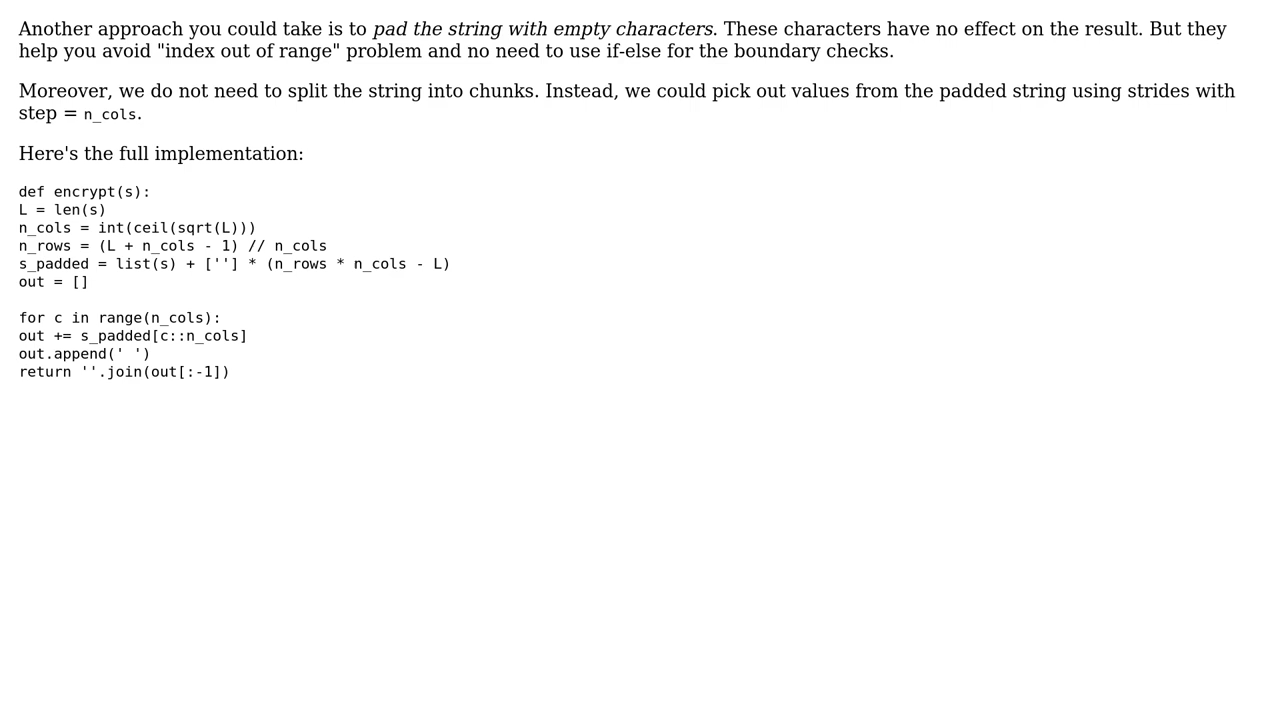 Another approach you could take is to pad the string with empty characters. These characters have no effect on the result. But they
help you avoid "index out of range" problem and no need to use if-else for the boundary checks.
Moreover, we do not need to split the string into chunks. Instead, we could pick out values from the padded string using strides with
step = n_cols.
Here's the full implementation:
def encrypt(s):
L = len(s)
n_cols = int(ceil(sqrt(L)))
n_rows = (L + n_cols - 1) // n_cols
s_padded = list(s) + [''] * (n_rows * n_cols - L)
out = []
for c in range(n_cols):
out += s_padded[c::n_cols]
out.append(' ')
return ''.join(out[:-1])